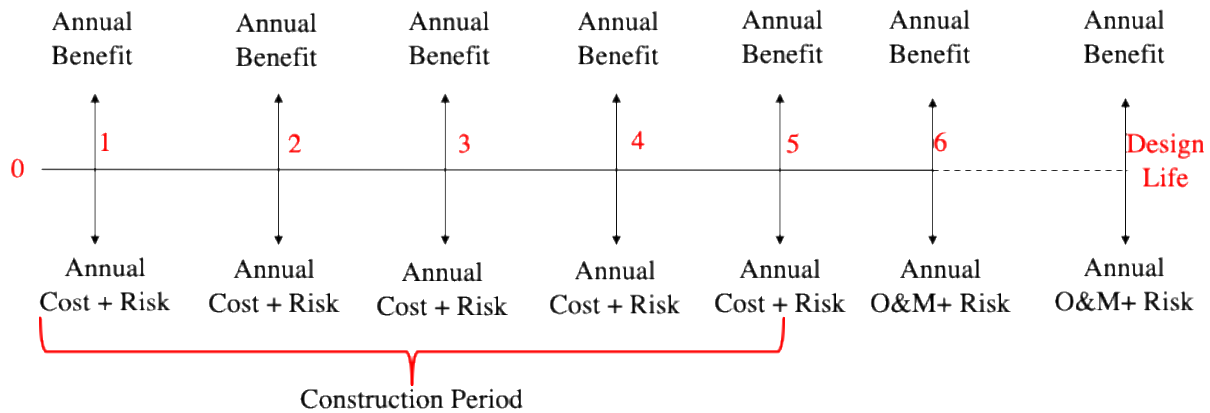 Annual Benefit
Annual Benefit
Annual Benefit
Annual Benefit
Annual Benefit
Annual Benefit
Annual Benefit
0
1
2
3
4
5
6
Design
Life
Annual
Cost + Risk
Annual
Cost + Risk
Annual
Cost + Risk
Annual
Cost + Risk
Annual
Cost + Risk
Annual
O&M+ Risk
Annual
O&M+ Risk
Construction Period